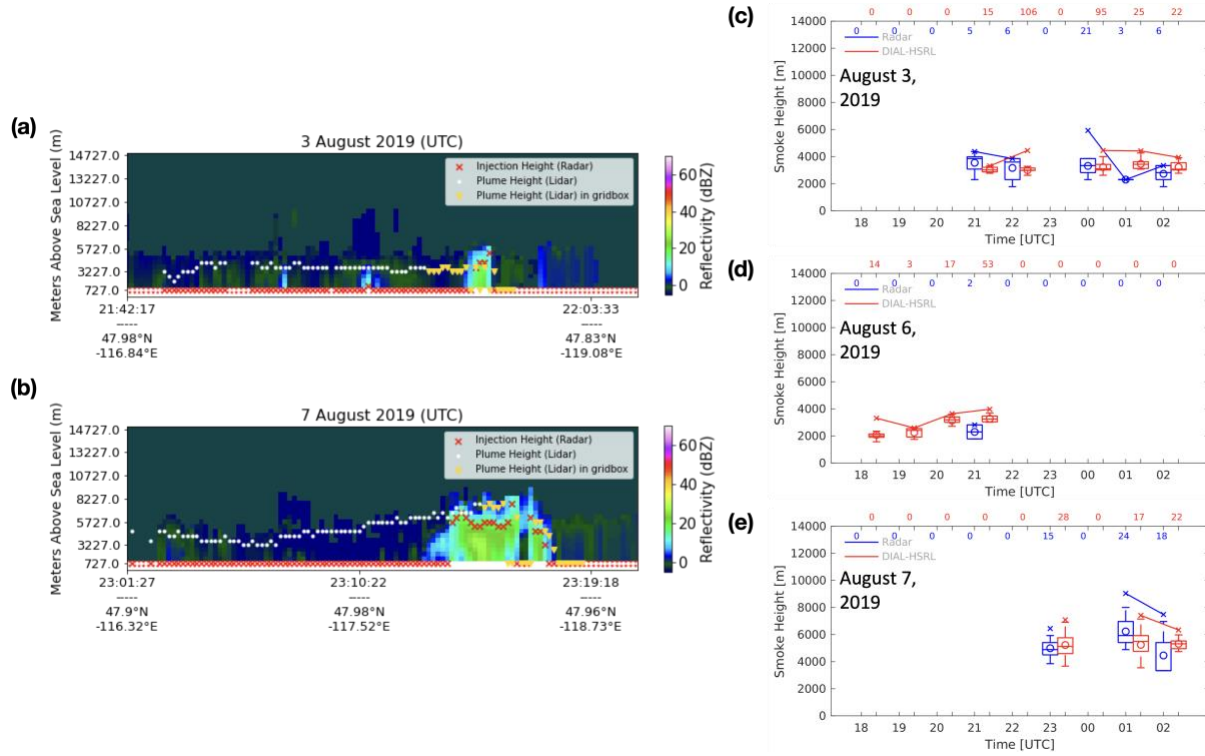 (a)
3 August 2019 (UTC)
Meters Above Sea Level (m)
14727.0
13227.0
10727.0
8227.0
5727.0
3227.0
727.0
Injection Height (Radar)
Plume Height (Lidar)
Plume Height (Lidar) in gridbox
21:42:17
22:03:33
-----
-----
47.98°N
47.83°N
-116.84°E
-119.08°E
60
40
20
0
Reflectivity (dBZ)
(b)
7 August 2019 (UTC)
Meters Above Sea Level (m)
14727.0
13227.0
10727.0
8227.0
5727.0
3227.0
727.0
Injection Height (Radar)
Plume Height (Lidar)
Plume Height (Lidar) in gridbox
23:01:27
23:10:22
23:19:18
-----
-----
-----
47.9°N
47.98°N
47.96°N
-116.32°E
-117.52°E
-118.73°E
60
40
20
0
Reflectivity (dBZ)
(c)
0 0 0 15 106 0 95 25 22
0 0 0 5 6 0 21 3 6
Radar
DIAL-HSRL
August 3,
2019
Smoke Height [m]
14000
12000
10000
8000
6000
4000
2000
0
18 19 20 21 22 23 00 01 02
Time [UTC]
(d)
14 3 17 53 0 0 0 0 0
0 0 0 2 0 0 0 0 0
Radar
DIAL-HSRL
August 6,
2019
Smoke Height [m]
14000
12000
10000
8000
6000
4000
2000
0
18 19 20 21 22 23 00 01 02
Time [UTC]
(e)
0 0 0 0 0 28 0 17 22
0 0 0 0 0 15 0 24 18
Radar
DIAL-HSRL
August 7,
2019
Smoke Height [m]
14000
12000
10000
8000
6000
4000
2000
0
18 19 20 21 22 23 00 01 02
Time [UTC]